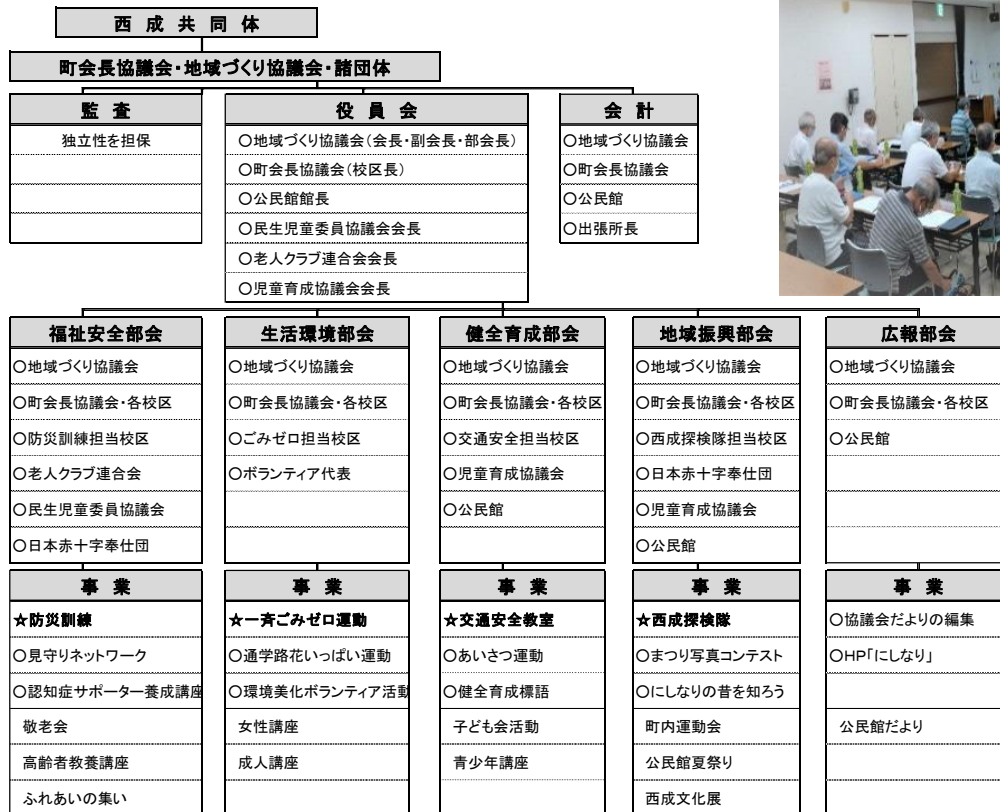 西成共同体
町会長協議会・地域づくり協議会・諸団体
監査
独立性を担保
役員会
○地域づくり協議会(会長・副会長・部会長)
○町会長協議会(校区長)
○公民館館長
○民生児童委員協議会会長
○老人クラブ連合会会長
○児童育成協議会会長
会計
○地域づくり協議会
○町会長協議会
○公民館
○出張所長
福祉安全部会
○地域づくり協議会
○町会長協議会・各校区
○防災訓練担当校区
○老人クラブ連合会
○民生児童委員協議会
○日本赤十字奉仕団
生活環境部会
○地域づくり協議会
○町会長協議会・各校区
○ごみゼロ担当校区
○ボランティア代表
健全育成部会
○地域づくり協議会
○町会長協議会・各校区
○交通安全担当校区
○児童育成協議会
○公民館
地域振興部会
○地域づくり協議会
○町会長協議会・各校区
○西成探検隊担当校区
○日本赤十字奉仕団
○児童育成協議会
○公民館
広報部会
○地域づくり協議会
○町会長協議会・各校区
○公民館
事業
★防災訓練
○見守りネットワーク
○認知症サポーター養成講座
敬老会
高齢者教養講座
ふれあいの集い
事業
★一斉ごみゼロ運動
○通学路花いっぱい運動
○環境美化ボランティア活動
女性講座
成人講座
事業
★交通安全教室
○あいさつ運動
○健全育成標語
子ども会活動
青少年講座
事業
★西成探検隊
○まつり写真コンテスト
○にしなりの昔を知ろう
町内運動会
公民館夏祭り
西成文化展
事業
○協議会だよりの編集
○HP「にしなり」
公民館だより